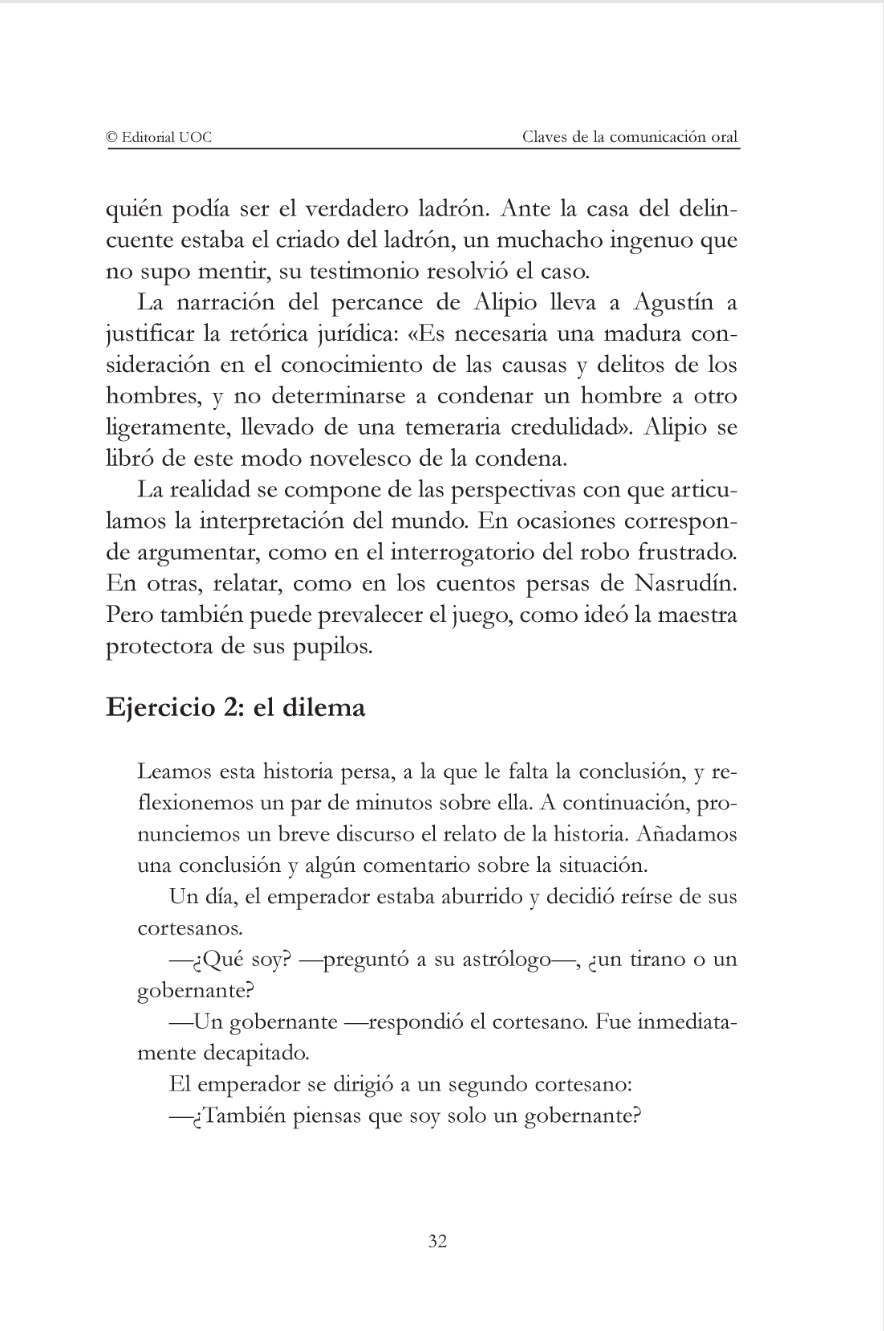 © Editorial UOC Claves de la comunicación oral
quién podía ser el verdadero ladrón. Ante la casa del delin-
cuente estaba el criado del ladrón, un muchacho ingenuo que
no supo mentir, su testimonio resolvió el caso.
La narración del percance de Alipio lleva a Agustín a
justificar la retórica jurídica: «Es necesaria una madura con-
sideración en el conocimiento de las causas y delitos de los
hombres, y no determinarse a condenar un hombre a otro
ligeramente, llevado de una temeraria credulidad». Alipio se
libró de este modo novelesco de la condena.
La realidad se compone de las perspectivas con que articu-
lamos la interpretación del mundo. En ocasiones correspon-
de argumentar, como en el interrogatorio del robo frustrado.
En otras, relatar, como en los cuentos persas de Nasrudín.
Pero también puede prevalecer el juego, como ideó la maestra
protectora de sus pupilos.
Ejercicio 2: el dilema
Leamos esta historia persa, a la que le falta la conclusión, y re-
flexionemos un par de minutos sobre ella. A continuación, pro-
nunciemos un breve discurso el relato de la historia. Añadamos
una conclusión y algún comentario sobre la situación.
Un día, el emperador estaba aburrido y decidió reírse de sus
cortesanos.
—¿Qué soy? —preguntó a su astrólogo—, ¿un tirano o un
gobernante?
—Un gobernante —respondió el cortesano. Fue inmediata-
mente decapitado.
El emperador se dirigió a un segundo cortesano:
—¿También piensas que soy solo un gobernante?
32